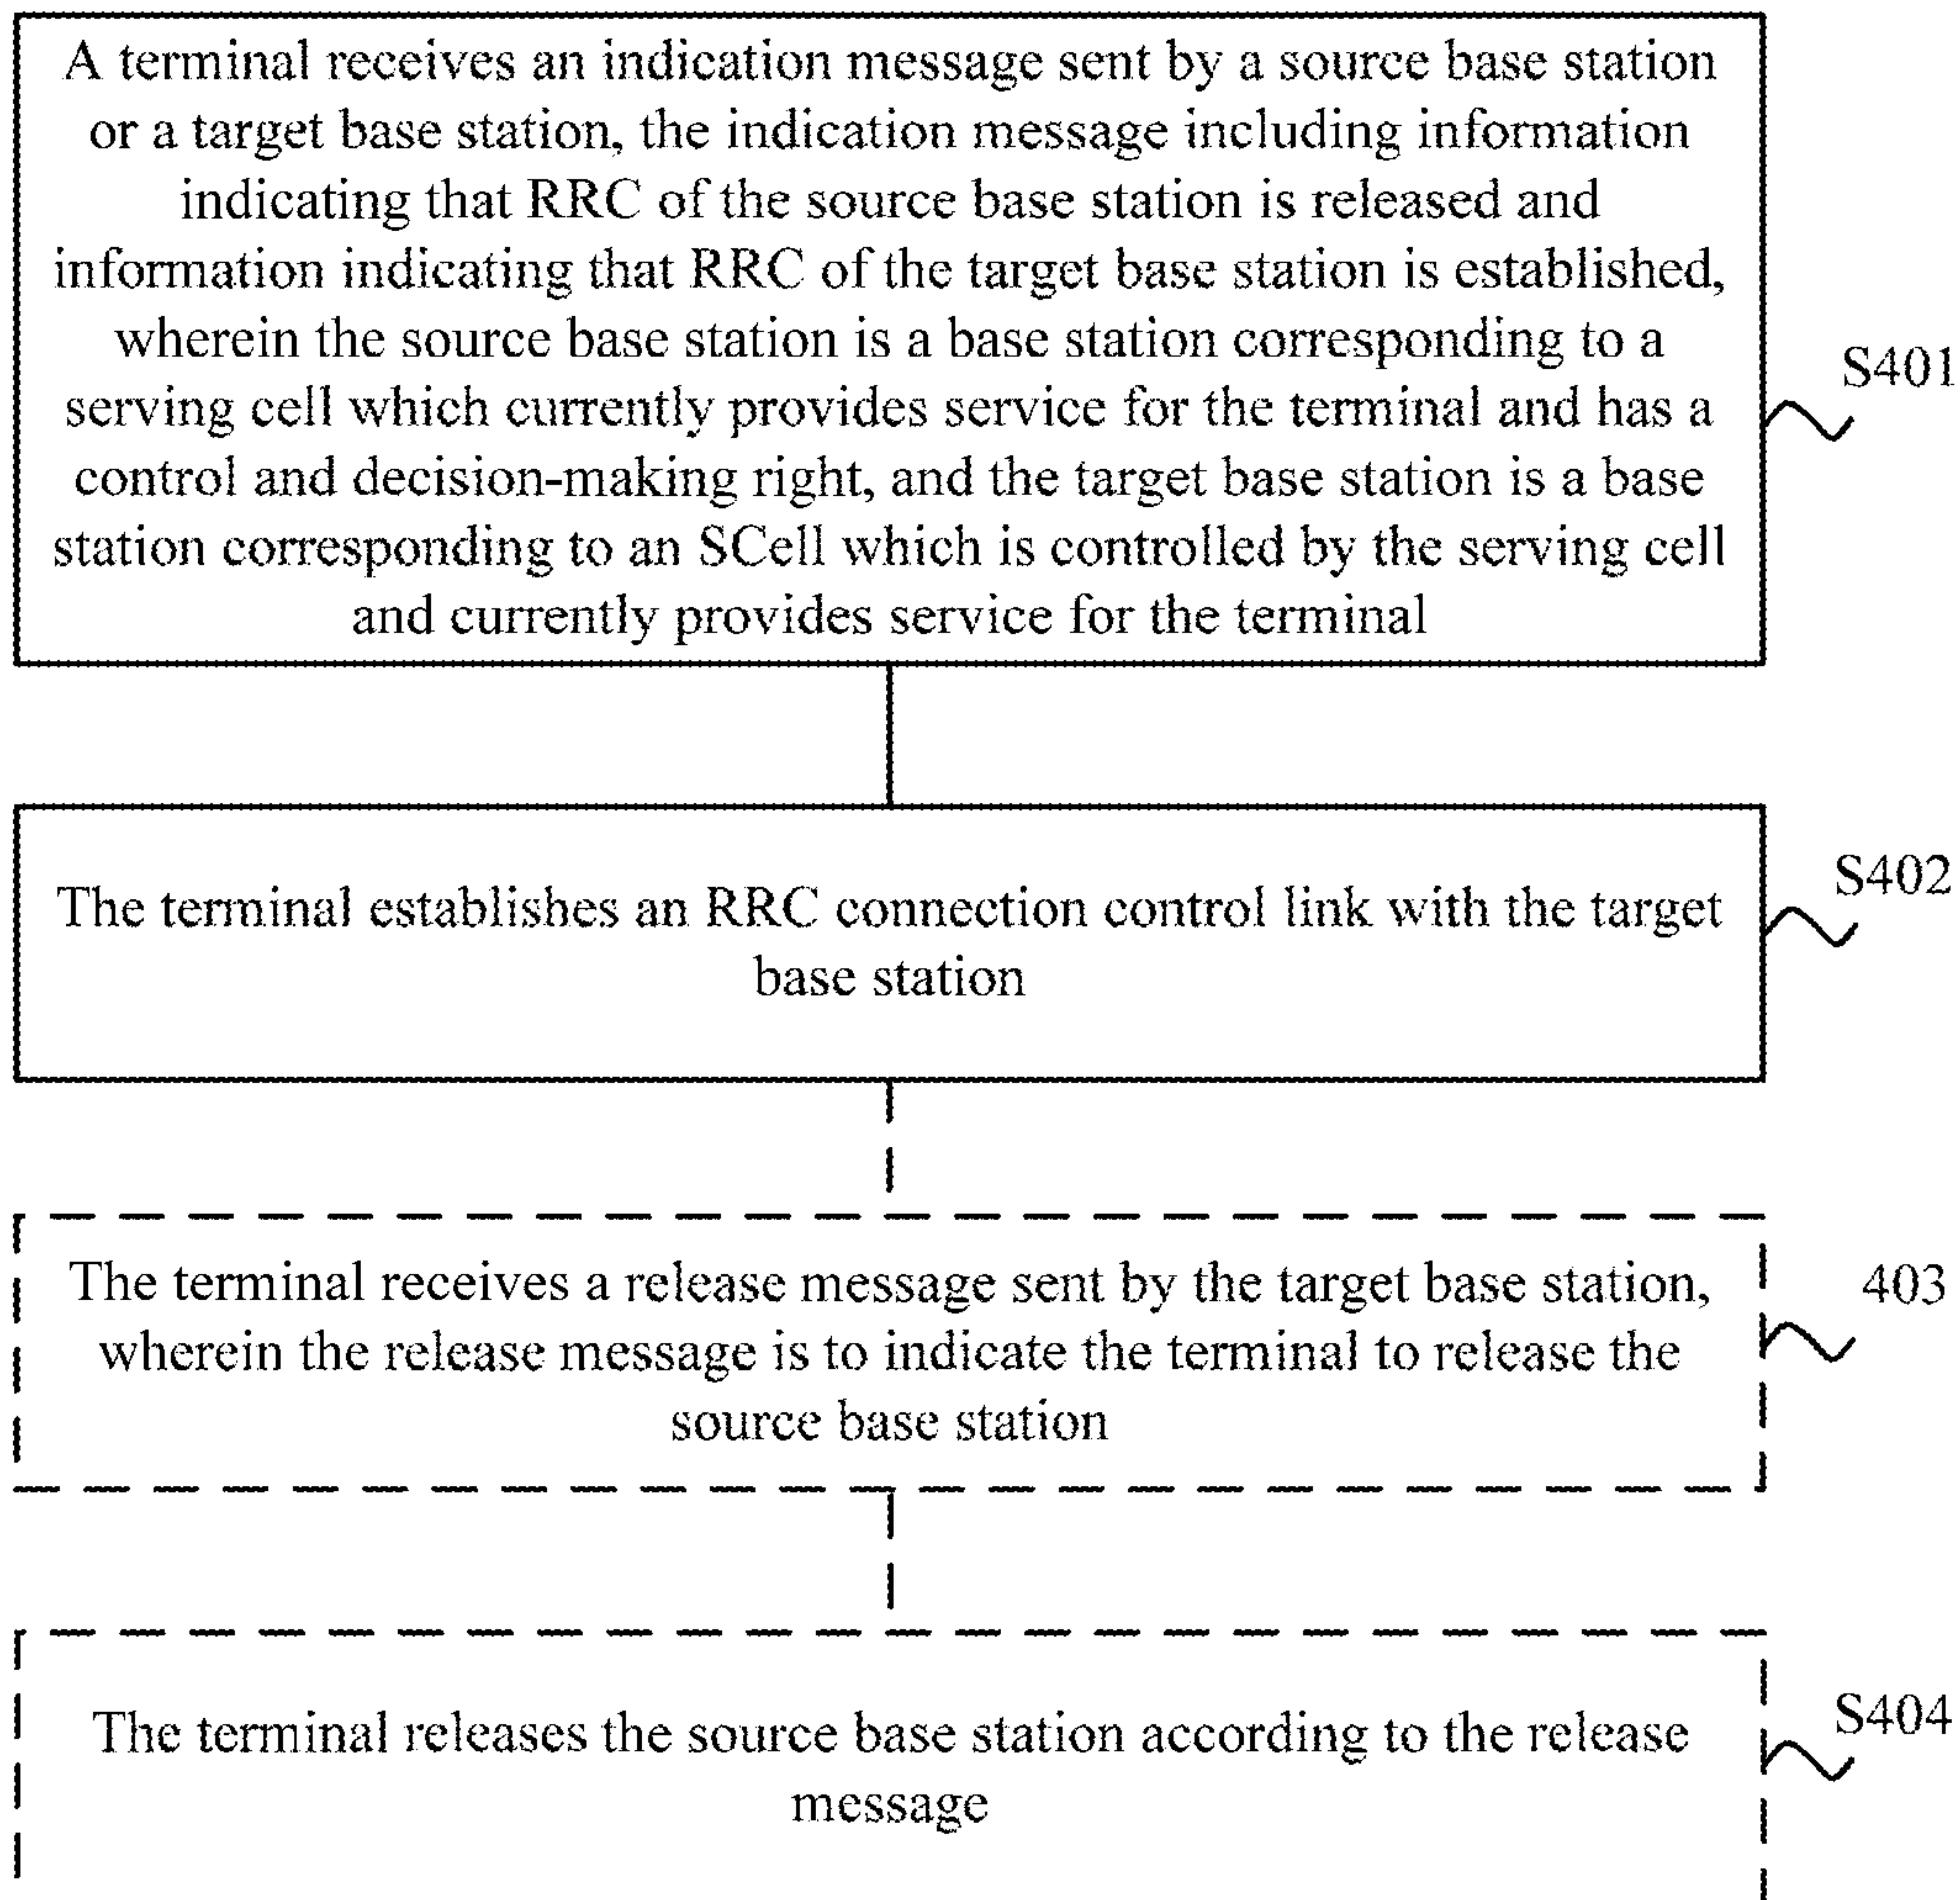 A terminal receives an indication message sent by a source base station
or a target base station, the indication message including information
indicating that RRC of the source base station is released and
information indicating that RRC of the target base station is established,
wherein the source base station is a base station corresponding to a
serving cell which currently provides service for the terminal and has a
control and decision-making right, and the target base station is a base
station corresponding to an SCell which is controlled by the serving cell
and currently provides service for the terminal
S401
The terminal establishes an RRC connection control link with the target
base station
S402
The terminal receives a release message sent by the target base station,
wherein the release message is to indicate the terminal to release the
source base station
403
The terminal releases the source base station according to the release
message
S404